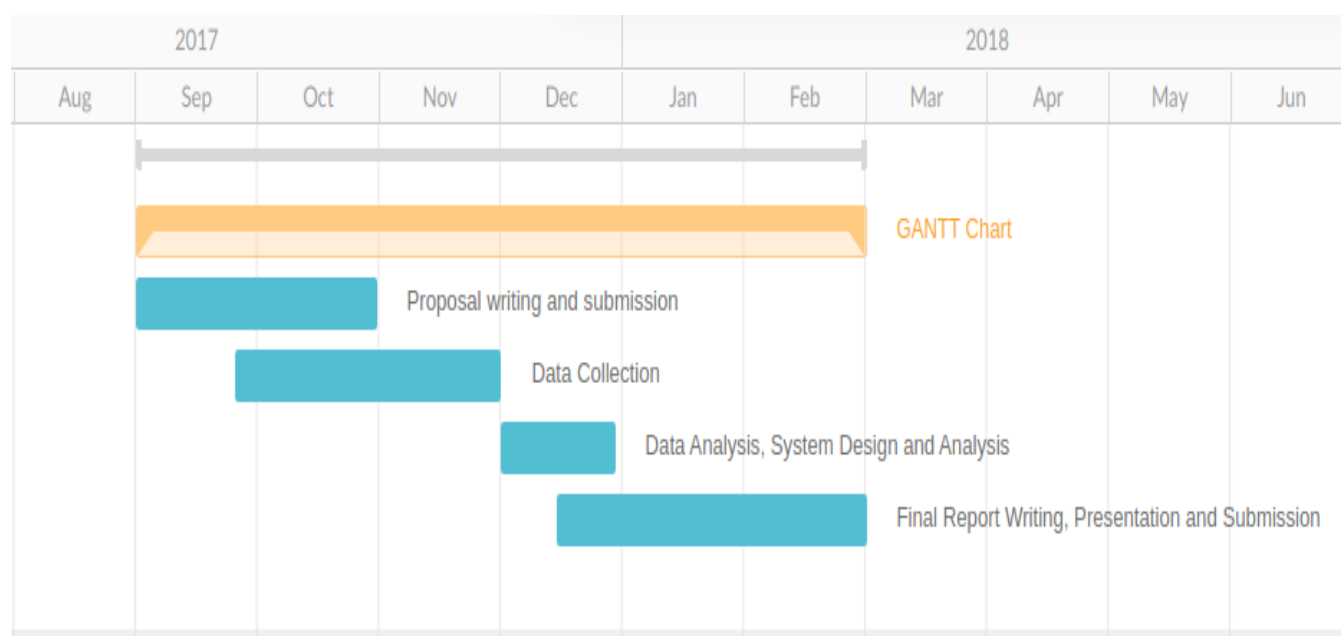 2017 2018
Aug Sep Oct Nov Dec Jan Feb Mar Apr May Jun
GANTT Chart
Proposal writing and submission
Data Collection
Data Analysis, System Design and Analysis
Final Report Writing, Presentation and Submission